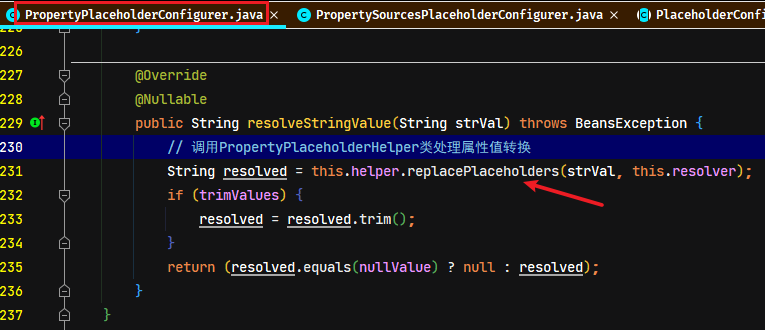 PropertyPlaceholderConfigurer.java × PropertySourcesPlaceholderConfigurer.java × PlaceholderConfi
225 }
226
227 @Override
228 @Nullable
229 public String resolveStringValue(String strVal) throws BeansException {
230 // 调用PropertyPlaceholderHelper类处理属性值转换
231 String resolved = this.helper.replacePlaceholders(strVal, this.resolver);
232 if (trimValues) {
233 resolved = resolved.trim();
234 }
235 return (resolved.equals(nullValue) ? null : resolved);
236 }
237 }